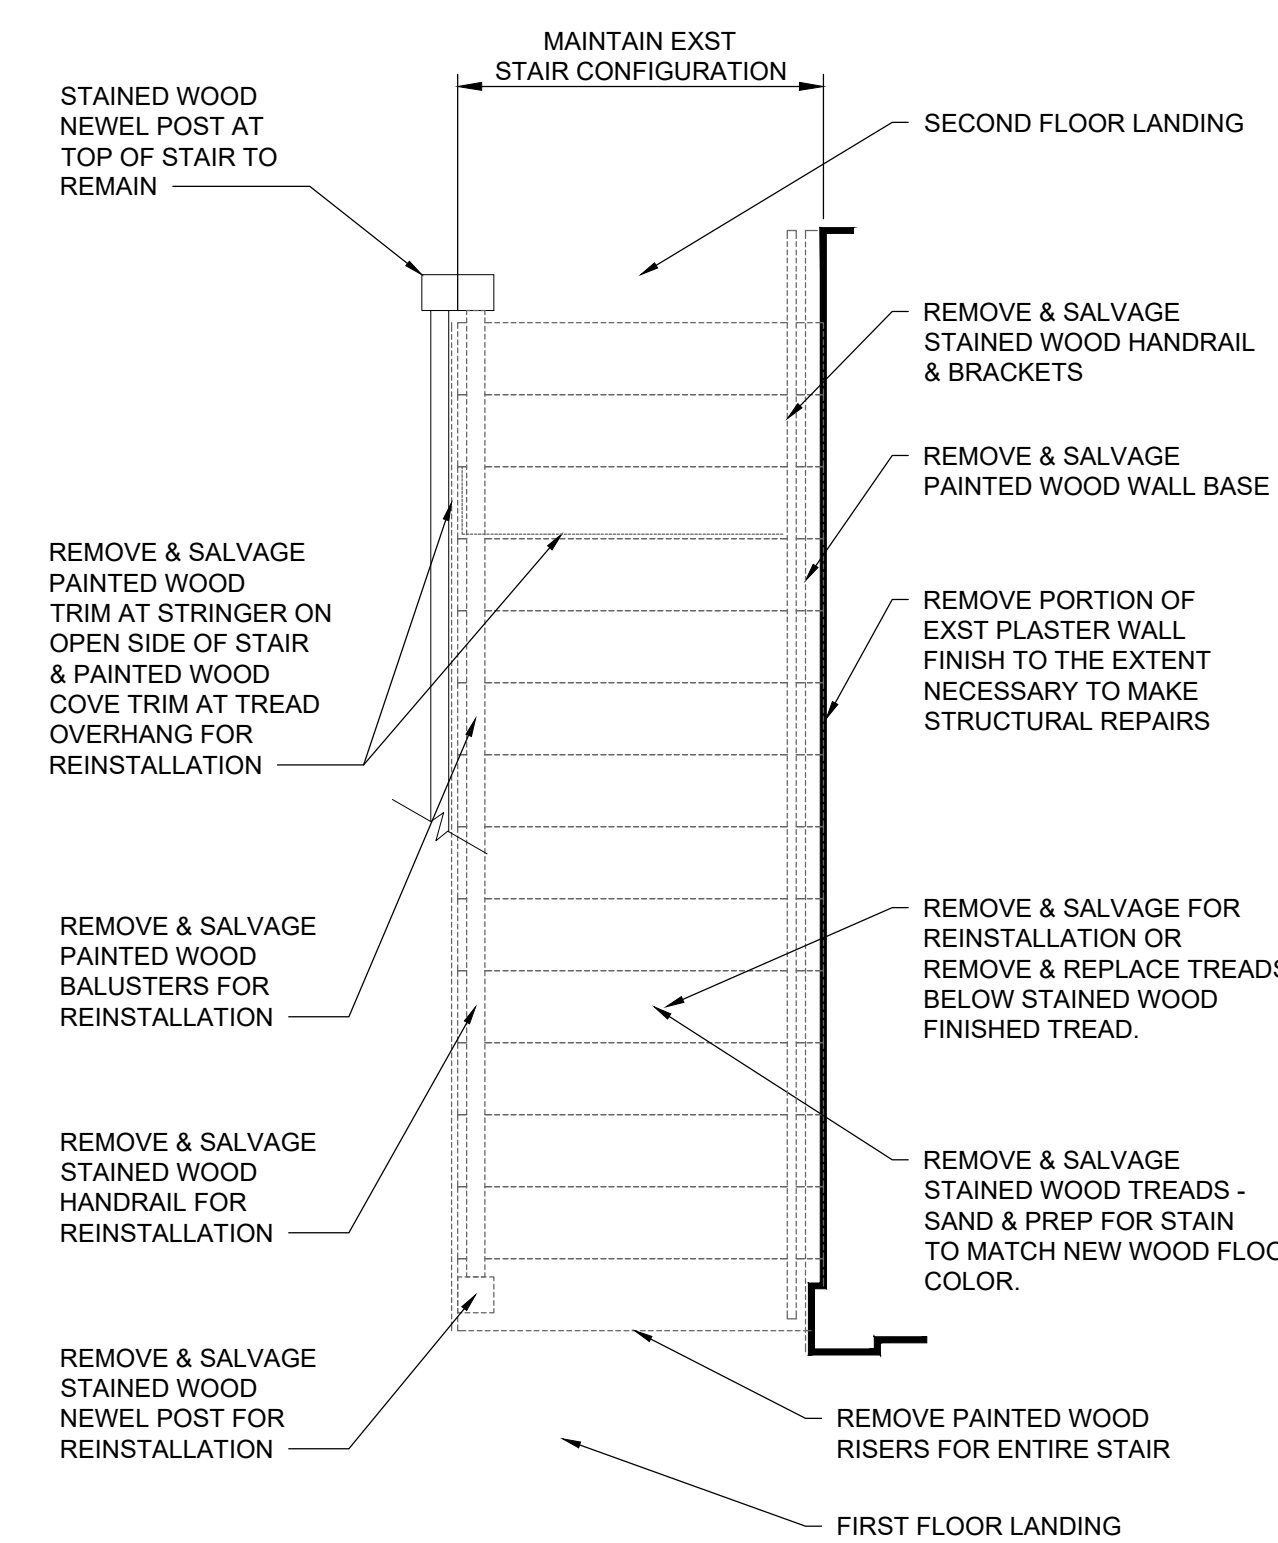 MAINTAIN EXST
STAIR CONFIGURATION
STAINED WOOD
NEWEL POST AT
TOP OF STAIR TO
REMAIN
SECOND FLOOR LANDING
REMOVE & SALVAGE
STAINED WOOD HANDRAIL
& BRACKETS
REMOVE & SALVAGE
PAINTED WOOD WALL BASE
REMOVE & SALVAGE
PAINTED WOOD
TRIM AT STRINGER ON
OPEN SIDE OF STAIR
& PAINTED WOOD
COVE TRIM AT TREAD
OVERHANG FOR
REINSTALLATION
REMOVE PORTION OF
EXST PLASTER WALL
FINISH TO THE EXTENT
NECESSARY TO MAKE
STRUCTURAL REPAIRS
REMOVE & SALVAGE
PAINTED WOOD
BALUSTERS FOR
REINSTALLATION
REMOVE & SALVAGE FOR
REINSTALLATION OR
REMOVE & REPLACE TREADS
BELOW STAINED WOOD
FINISHED TREAD.
REMOVE & SALVAGE
STAINED WOOD
HANDRAIL FOR
REINSTALLATION
REMOVE & SALVAGE
STAINED WOOD TREADS -
SAND & PREP FOR STAIN
TO MATCH NEW WOOD FLOO
COLOR.
REMOVE & SALVAGE
STAINED WOOD
NEWEL POST FOR
REINSTALLATION
REMOVE PAINTED WOOD
RISERS FOR ENTIRE STAIR
FIRST FLOOR LANDING